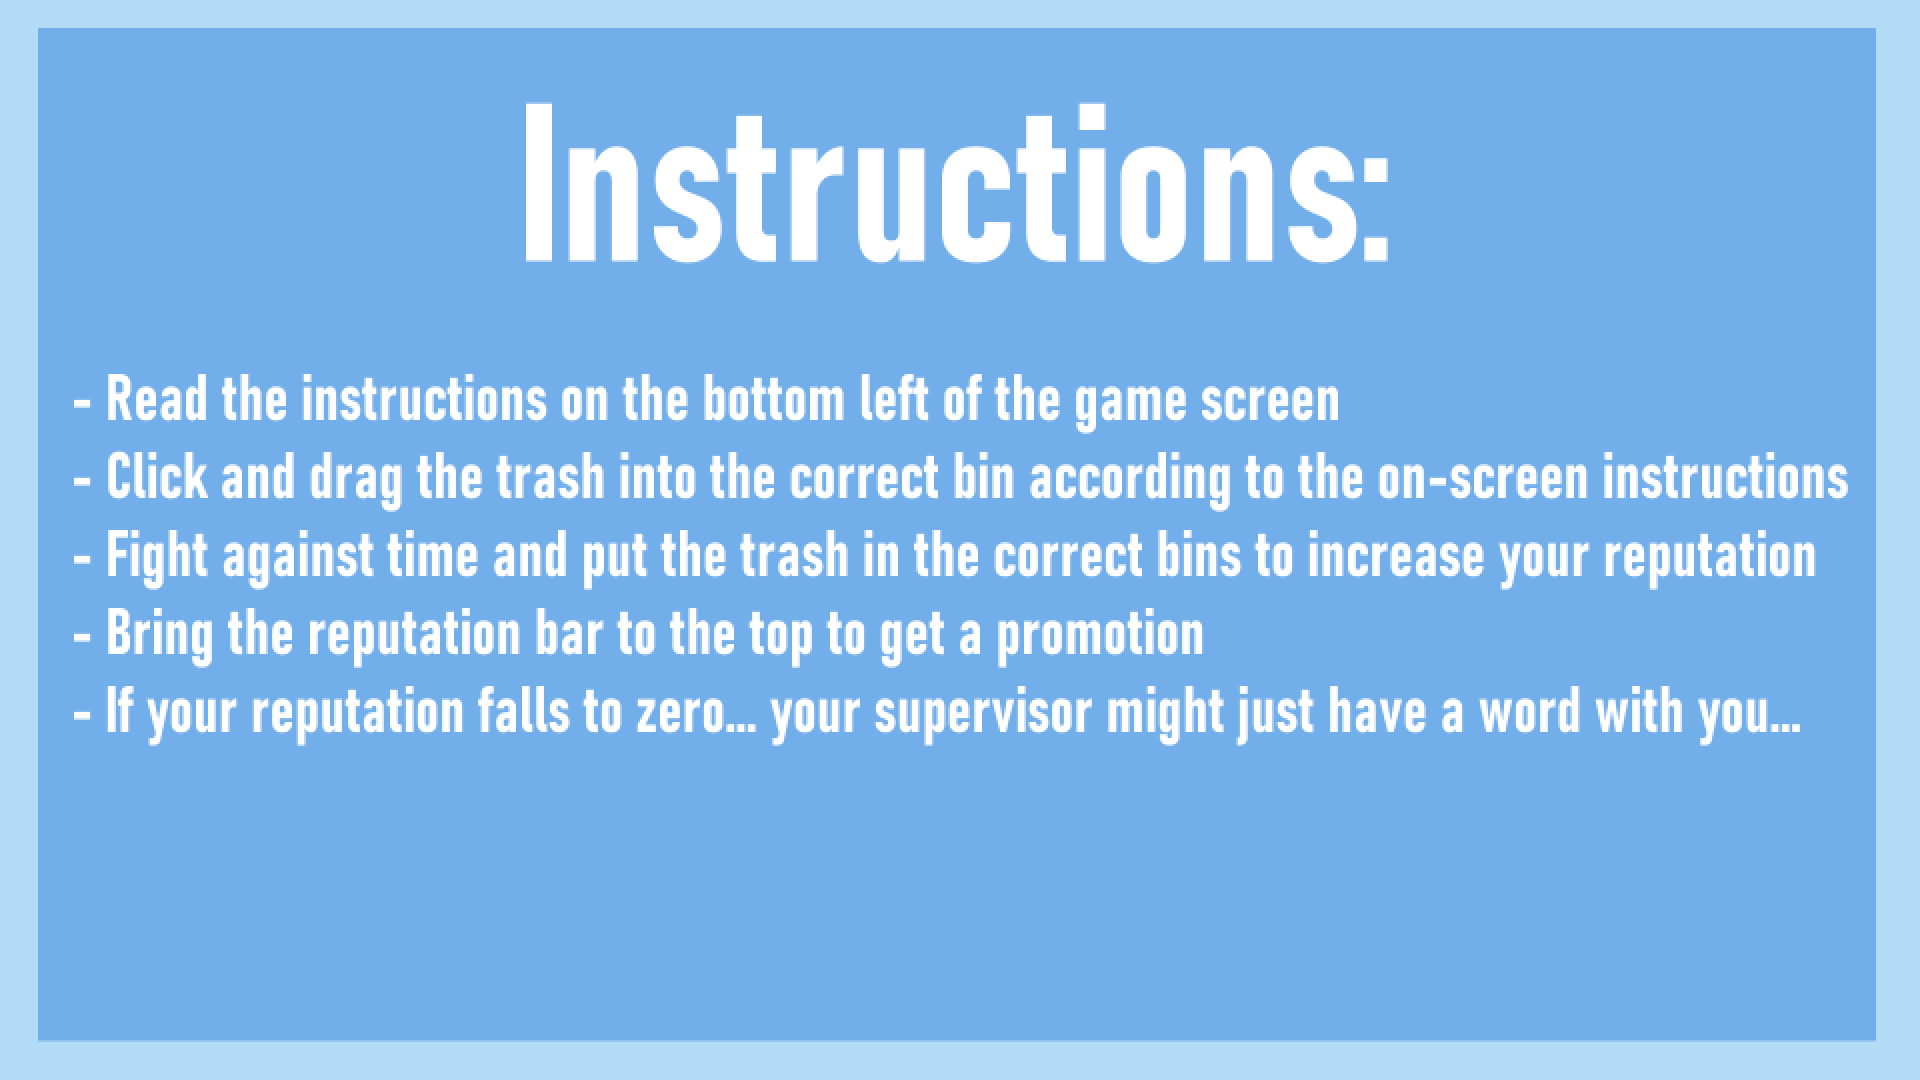 Instructions:
- Read the instructions on the bottom left of the game screen
- Click and drag the trash into the correct bin according to the on-screen instructions
- Fight against time and put the trash in the correct bins to increase your reputation
- Bring the reputation bar to the top to get a promotion
- If your reputation falls to zero... your supervisor might just have a word with you...